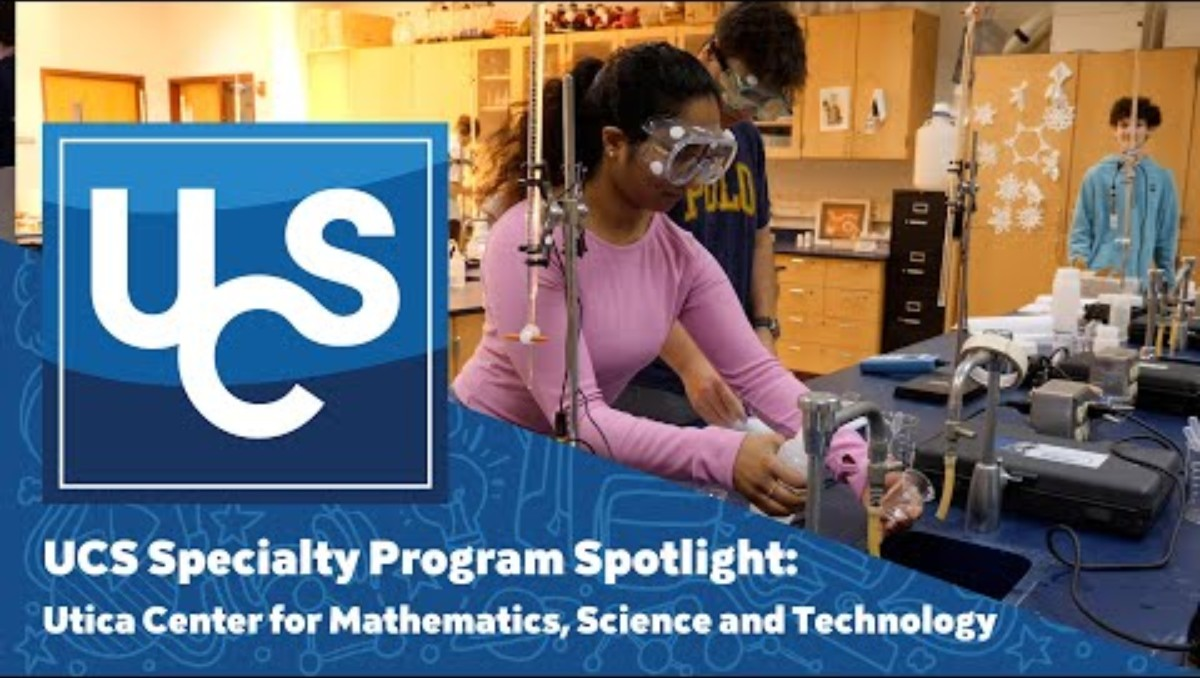 UCS
POLO
UCS Specialty Program Spotlight:
Utica Center for Mathematics, Science and Technology